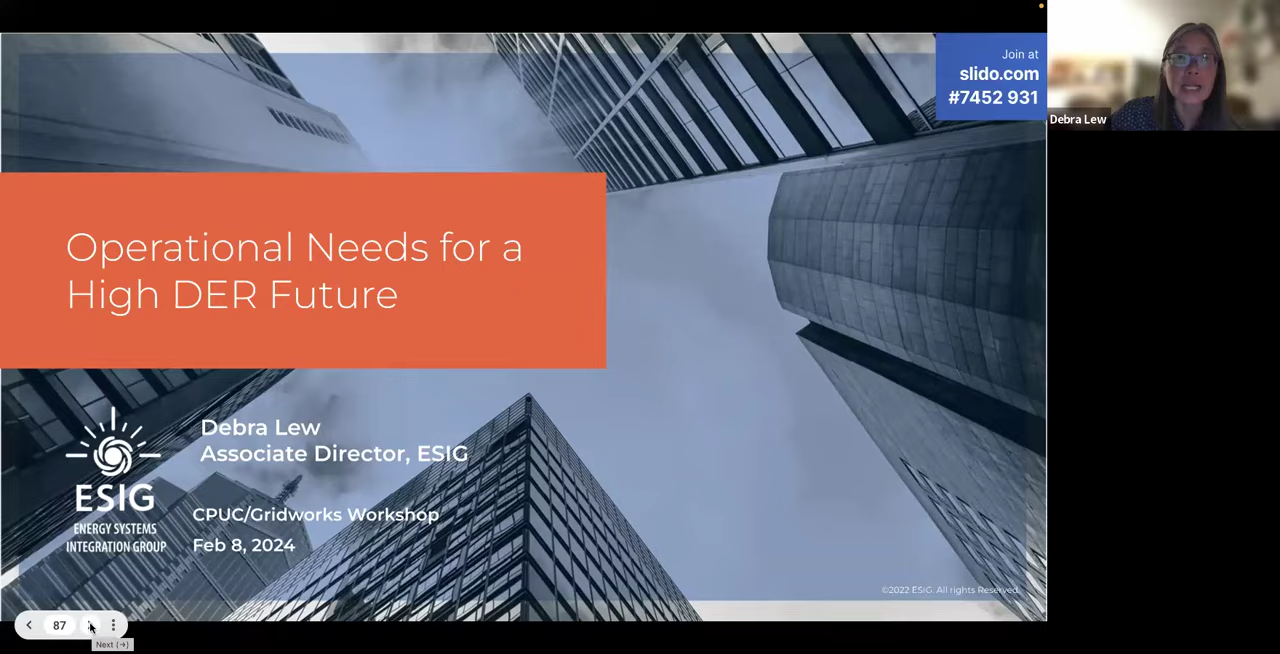 Join at
slido.com
#7452 931
Debra Lew
Operational Needs for a
High DER Future
Debra Lew
Associate Director, ESIG
ESIG
ENERGY SYSTEMS
INTEGRATION GROUP
CPUC/Gridworks Workshop
Feb 8, 2024
©2022 ESIG. All rights Reserved.
87
Next (→)